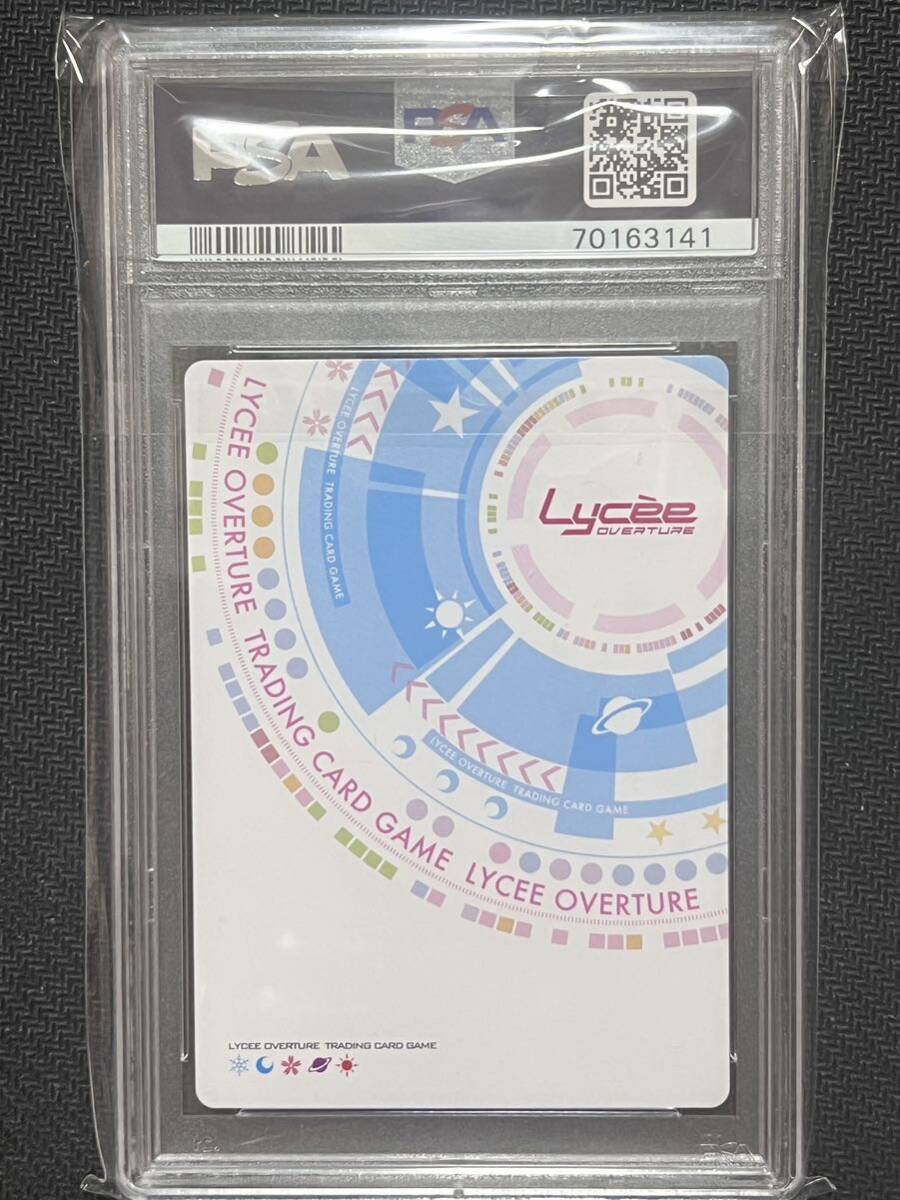 PSA
PSA
70163141
LYCEE OVERTURE TRADING CARD GAME LYCEE OVERTURE
LYCEE OVERTURE TRADING CARD GAME
Lycèe
OVERTURE
LYCEE OVERTURE TRADING CARD GAME
LYCEE OVERTURE TRADING CARD GAME